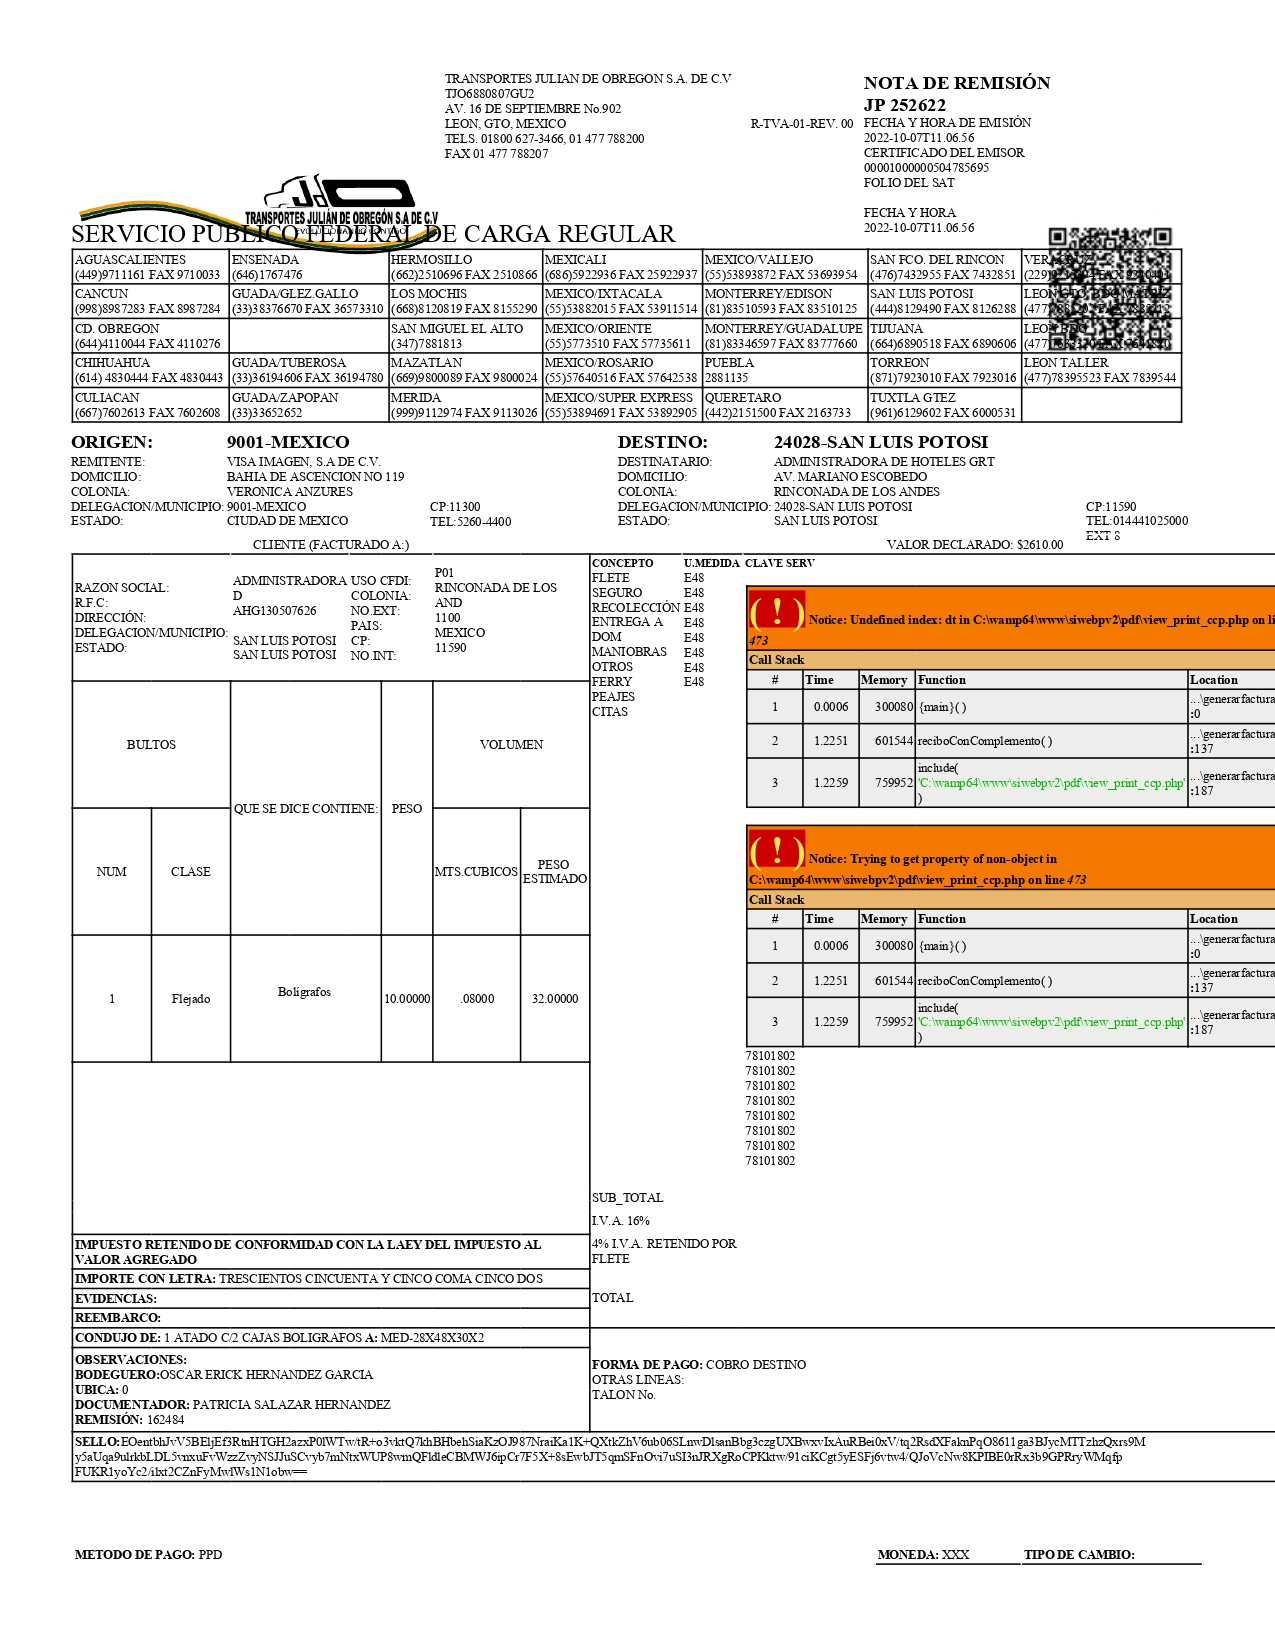 TRANSPORTES JULIAN DE OBREGON S.A. DE C.V
TJO6880807GU2
AV. 16 DE SEPTIEMBRE No.902
LEON, GTO, MEXICO
TELS. 01800 627-3466, 01 477 788200
FAX 01 477 788207
R-TVA-01-REV. 00
NOTA DE REMISIÓN
JP 252622
FECHA Y HORA DE EMISIÓN
2022-10-07T11.06.56
CERTIFICADO DEL EMISOR
00001000000504785695
FOLIO DEL SAT
FECHA Y HORA
2022-10-07T11.06.56
TRANSPORTES JULIÁN DE OBREGÓN S.A DE C.V
SERVICIO PUBLICO FEDERAL DE CARGA REGULAR
AGUASCALIENTES ENSENADA HERMOSILLO MEXICALI MEXICO/VALLEJO SAN FCO. DEL RINCON
(449)9711161 FAX 9710033 (646)1767476 (662)2510696 FAX 2510866 (686)5922936 FAX 25922937 (55)53893872 FAX 53693954 (476)7432955 FAX 7432851
CANCUN GUADA/GLEZ.GALLO LOS MOCHIS MEXICO/IXTACALA MONTERREY/EDISON SAN LUIS POTOSI
(998)8987283 FAX 8987284 (33)38376670 FAX 36573310 (668)8120819 FAX 8155290 (55)53882015 FAX 53911514 (81)83510593 FAX 83510125 (444)8129490 FAX 8126288
CD. OBREGON SAN MIGUEL EL ALTO MEXICO/ORIENTE MONTERREY/GUADALUPE TIJUANA
(644)4110044 FAX 4110276 (347)7881813 (55)5773510 FAX 57735611 (81)83346597 FAX 83777660 (664)6890518 FAX 6890606
CHIHUAHUA GUADA/TUBEROSA MAZATLAN MEXICO/ROSARIO PUEBLA TORREON LEON TALLER
(614) 4830444 FAX 4830443 (33)36194606 FAX 36194780 (669)9800089 FAX 9800024 (55)57640516 FAX 57642538 2881135 (871)7923010 FAX 7923016 (477)78395523 FAX 7839544
CULIACAN GUADA/ZAPOPAN MERIDA MEXICO/SUPER EXPRESS QUERETARO TUXTLA GTEZ
(667)7602613 FAX 7602608 (33)33652652 (999)9112974 FAX 9113026 (55)53894691 FAX 53892905 (442)2151500 FAX 2163733 (961)6129602 FAX 6000531
ORIGEN: 9001-MEXICO
REMITENTE: VISA IMAGEN, S.A DE C.V.
DOMICILIO: BAHIA DE ASCENCION NO 119
COLONIA: VERONICA ANZURES
DELEGACION/MUNICIPIO: 9001-MEXICO CP:11300
ESTADO: CIUDAD DE MEXICO TEL:5260-4400
DESTINO: 24028-SAN LUIS POTOSI
DESTINATARIO: ADMINISTRADORA DE HOTELES GRT
DOMICILIO: AV. MARIANO ESCOBEDO
COLONIA: RINCONADA DE LOS ANDES
DELEGACION/MUNICIPIO: 24028-SAN LUIS POTOSI CP:11590
ESTADO: SAN LUIS POTOSI TEL:014441025000
EXT 8
CLIENTE (FACTURADO A:) VALOR DECLARADO: $2610.00
RAZON SOCIAL:
R.F.C:
DIRECCIÓN:
DELEGACION/MUNICIPIO:
ESTADO:
ADMINISTRADORA
D
AHG130507626
SAN LUIS POTOSI
SAN LUIS POTOSI
USO CFDI:
COLONIA:
NO.EXT:
PAIS:
CP:
NO.INT:
P01
RINCONADA DE LOS
AND
1100
MEXICO
11590
BULTOS
VOLUMEN
QUE SE DICE CONTIENE: PESO
NUM CLASE MTS.CUBICOS PESO
ESTIMADO
1 Flejado Boligrafos 10.00000 .08000 32.00000
CONCEPTO
FLETE
SEGURO
RECOLECCIÓN
ENTREGA A
DOM
MANIOBRAS
OTROS
FERRY
PEAJES
CITAS
U.MEDIDA
E48
E48
E48
E48
E48
E48
E48
E48
CLAVE SERV
( ! ) Notice: Undefined index: dt in C:\wamp64\www\siwebpv2\pdf\view_print_ccp.php on li
473
Call Stack
# Time Memory Function Location
1 0.0006 300080 {main}( ) ...\generarfactura
:0
2 1.2251 601544 reciboConComplemento( ) ...\generarfactura
:137
3 1.2259 759952 include(
'C:\wamp64\www\siwebpv2\pdf\view_print_ccp.php'
) ...\generarfactura
:187
( ! ) Notice: Trying to get property of non-object in
C:\wamp64\www\siwebpv2\pdf\view_print_ccp.php on line 473
Call Stack
# Time Memory Function Location
1 0.0006 300080 {main}( ) ...\generarfactura
:0
2 1.2251 601544 reciboConComplemento( ) ...\generarfactura
:137
3 1.2259 759952 include(
'C:\wamp64\www\siwebpv2\pdf\view_print_ccp.php'
) ...\generarfactura
:187
78101802
78101802
78101802
78101802
78101802
78101802
78101802
78101802
SUB_TOTAL
I.V.A. 16%
4% I.V.A. RETENIDO POR
FLETE
TOTAL
IMPUESTO RETENIDO DE CONFORMIDAD CON LA LAEY DEL IMPUESTO AL
VALOR AGREGADO
IMPORTE CON LETRA: TRESCIENTOS CINCUENTA Y CINCO COMA CINCO DOS
EVIDENCIAS:
REEMBARCO:
CONDUJO DE: 1 ATADO C/2 CAJAS BOLIGRAFOS A: MED-28X48X30X2
OBSERVACIONES:
BODEGUERO:OSCAR ERICK HERNANDEZ GARCIA
UBICA: 0
DOCUMENTADOR: PATRICIA SALAZAR HERNANDEZ
REMISIÓN: 162484
FORMA DE PAGO: COBRO DESTINO
OTRAS LINEAS:
TALON No.
SELLO:EOentbhJvV5BEljEf3RtnHTGH2azxP0lWTw/tR+o3vktQ7khBHbehSiaKzOJ987NraiKa1K+QXtkZhV6ub06SLnwDlsanBbg3czgUXBwxvIxAuRBei0xV/tq2RsdXFaknPqO8611ga3BJycMTTzhzQxrs9M
y5aUqa9ulrkbLDL5vnxuFvWzzZvyNSJJuSCvyb7mNtxWUP8wmQFldleCBMWJ6ipCr7F5X+8sEwbJT5qmSFnOvi7uSI3nJRXgRoCPKktw/91ciKCgt5yESFj6vtw4/QJoVcNw8KPIBE0rRx3b9GPRryWMqfp
FUKR1yoYc2/ilxt2CZnFyMwlWs1N1obw==
METODO DE PAGO: PPD MONEDA: XXX TIPO DE CAMBIO: